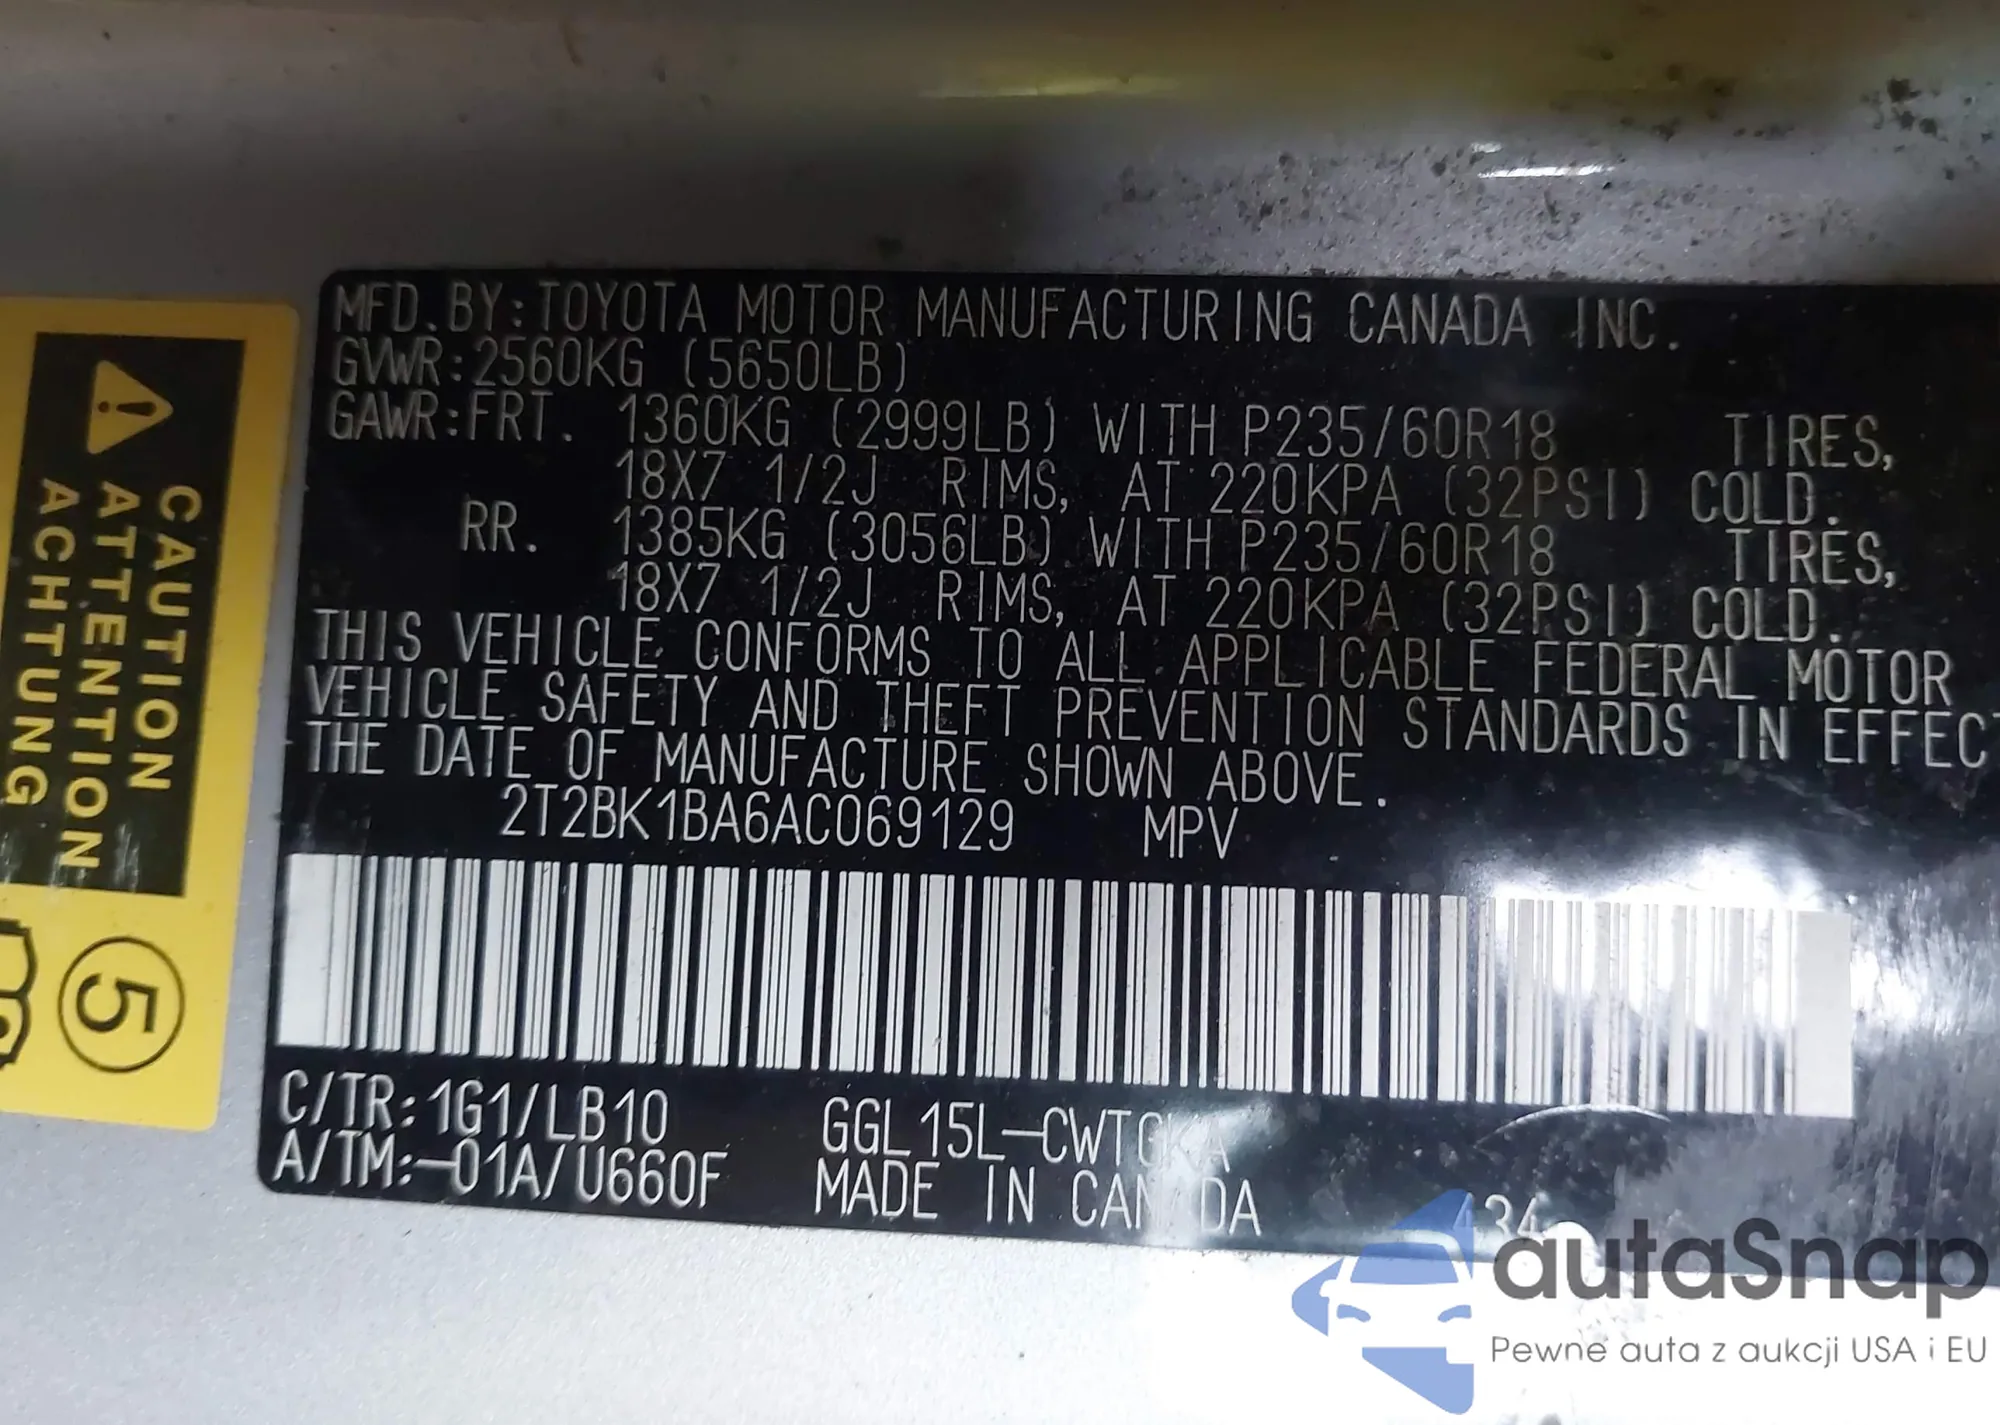 MFD. BY: TOYOTA MOTOR MANUFACTURING CANADA INC.
GVWR: 2560KG (5650LB)
GAWR: FRT. 1360KG (2999LB) WITH P235/60R18 TIRES,
18X7 1/2J RIMS, AT 220KPA (32PSI) COLD.
RR. 1385KG (3056LB) WITH P235/60R18 TIRES,
18X7 1/2J RIMS, AT 220KPA (32PSI) COLD.
THIS VEHICLE CONFORMS TO ALL APPLICABLE FEDERAL MOTOR
VEHICLE SAFETY AND THEFT PREVENTION STANDARDS IN EFFECT
THE DATE OF MANUFACTURE SHOWN ABOVE.
2T2BK1BA6AC069129 MPV
C/TR: 1G1/LB10 GGL15L-CWTGKA
A/TM: -01A/U660F MADE IN CANADA
434
CAUTION
ATTENTION
ACHTUNG
5
autaSnap
Pewne auta z aukcji USA i EU